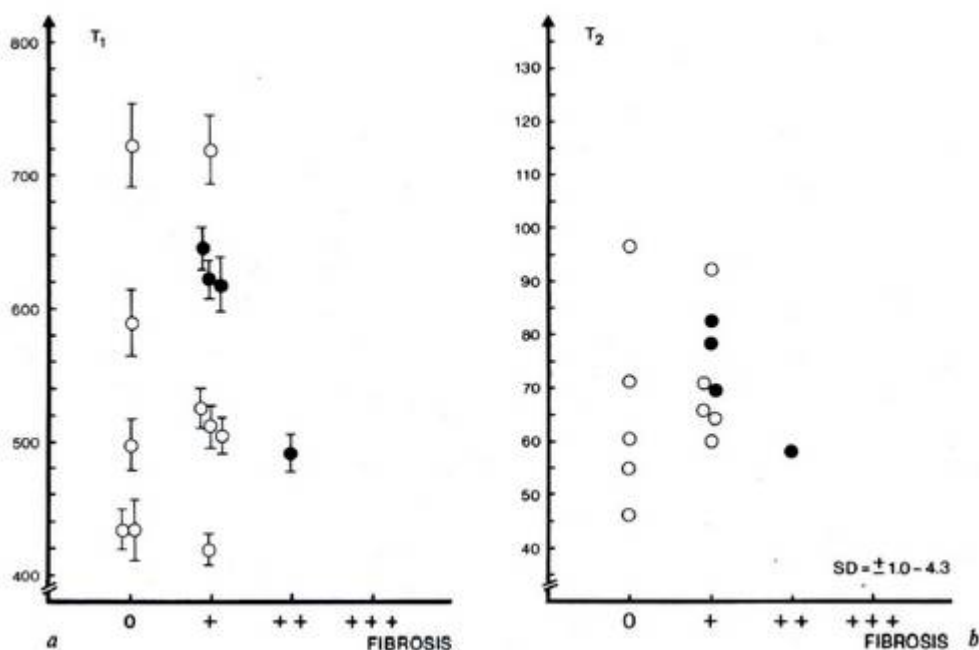 T1
800
700
600
500
400
0 + ++ +++
a FIBROSIS
T2
130
120
110
100
90
80
70
60
50
40
SD = ±1.0–4.3
0 + ++ +++
FIBROSIS b